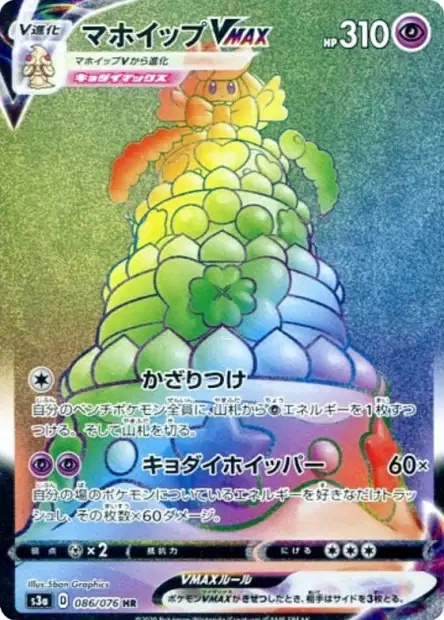 V進化
マホイップVMAX
HP310
マホイップVから進化
キョダイマックス
かざりつけ
自分のベンチポケモン全員に、山札からエネルギーを1枚ずつ
つける。そして山札を切る。
キョダイホイッパー 60×
自分の場のポケモンについているエネルギーを好きなだけトラッ
シュし、その枚数×60ダメージ。
弱点 ×2 抵抗力 にげる
Illus.5ban Graphics
VMAXルール
s3a D 086/076 HR
ポケモンVMAXがきぜつしたとき、相手はサイドを3枚とる。